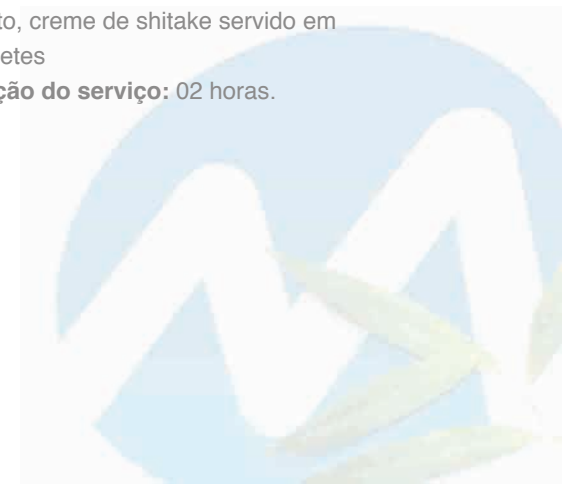 to, creme de shitake servido em
etes
ção do serviço: 02 horas.